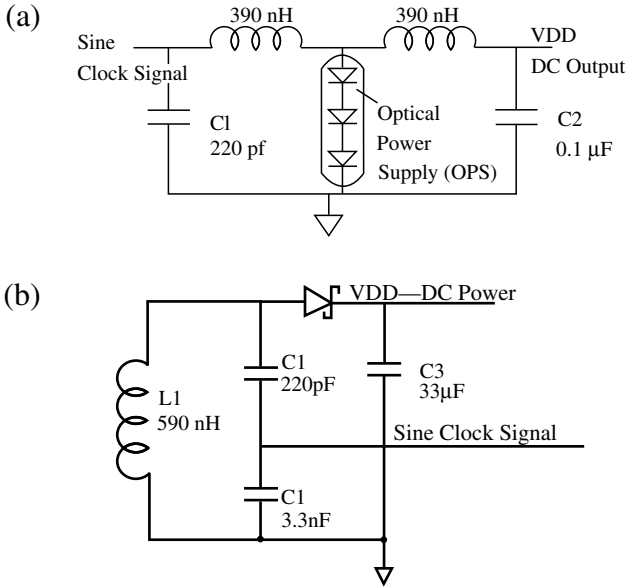 (a)
390 nH
390 nH
Sine
Clock Signal
VDD
DC Output
Cl
220 pf
Optical
Power
Supply (OPS)
C2
0.1 μF
(b)
VDD—DC Power
C1
220pF
C3
33μF
L1
590 nH
Sine Clock Signal
C1
3.3nF